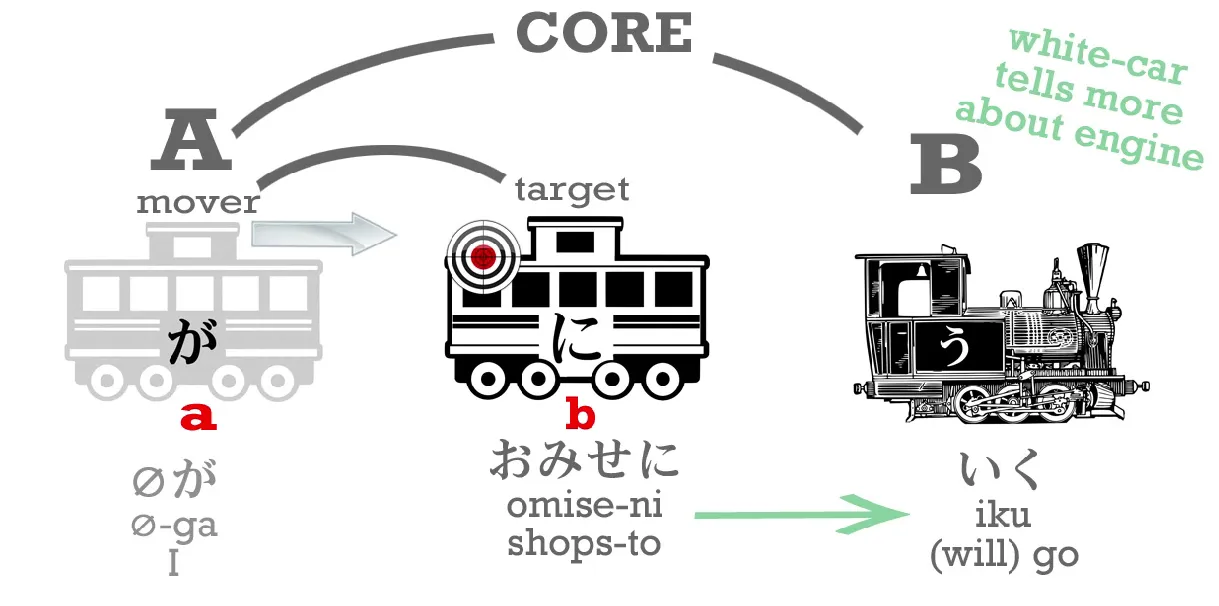 CORE
white-car
tells more
about engine
A
B
mover
target
が
に
う
a
b
∅が
∅-ga
I
おみせに
omise-ni
shops-to
いく
iku
(will) go